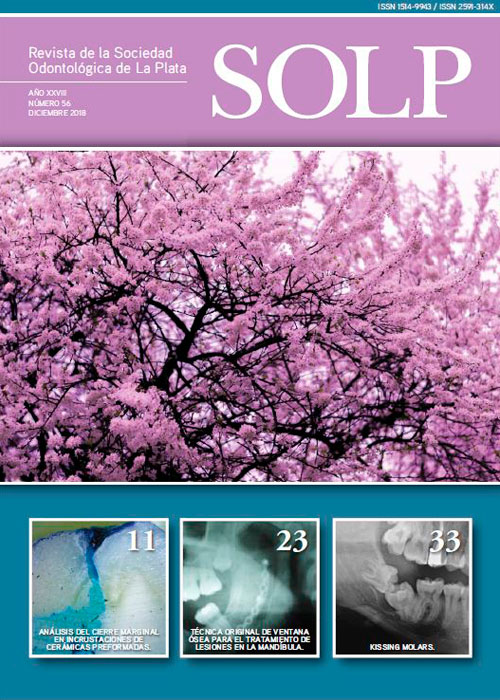 ISSN 1514-9943 / ISSN 2591-314X
Revista de la Sociedad
Odontológica de La Plata
SOLP
AÑO XXVIII
NÚMERO 56
DICIEMBRE 2018
11
ANÁLISIS DEL CIERRE MARGINAL
EN INCRUSTACIONES DE
CERÁMICAS PREFORMADAS.
23
TÉCNICA ORIGINAL DE VENTANA
ÓSEA PARA EL TRATAMIENTO DE
LESIONES EN LA MANDÍBULA.
33
KISSING MOLARS.